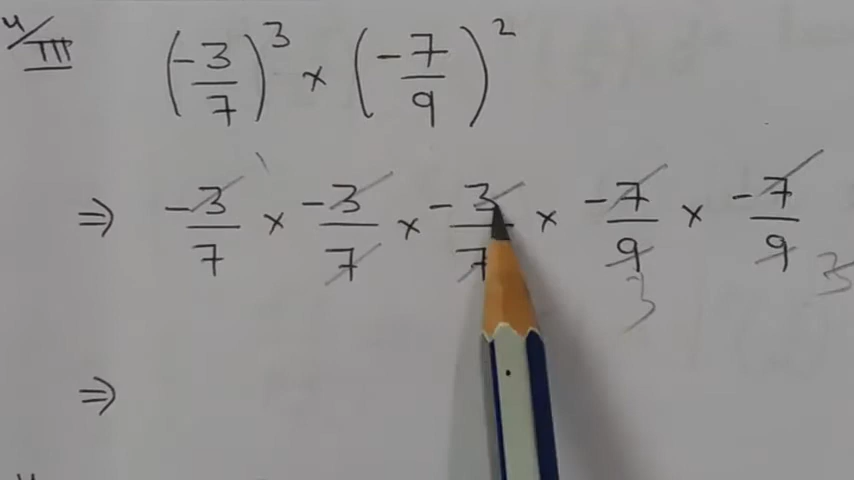 4/III (-3/7)^3 × (-7/9)^2
⇒ -3/7 × -3/7 × -3/7 × -7/9 × -7/9
3 3
⇒